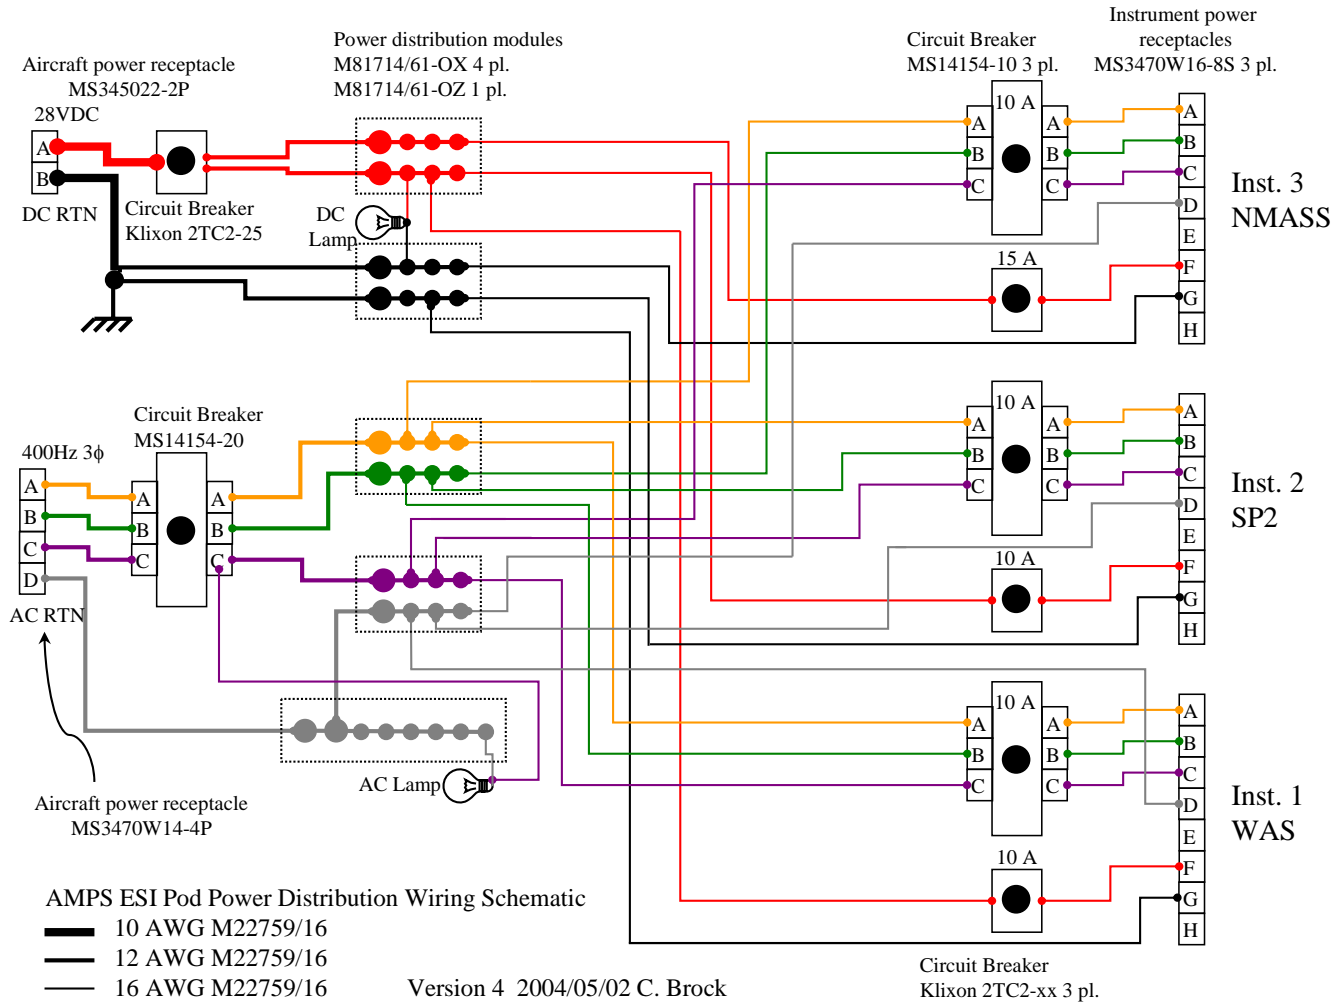 Aircraft power receptacle
MS345022-2P
28VDC
A
B
DC RTN
Circuit Breaker
Klixon 2TC2-25
Power distribution modules
M81714/61-OX 4 pl.
M81714/61-OZ 1 pl.
DC
Lamp
Circuit Breaker
MS14154-10 3 pl.
Instrument power
receptacles
MS3470W16-8S 3 pl.
10 A
A
B
C
A
B
C
15 A
A
B
C
D
E
F
G
H
Inst. 3
NMASS
Circuit Breaker
MS14154-20
400Hz 3ϕ
A
B
C
D
AC RTN
A
B
C
A
B
C
10 A
A
B
C
A
B
C
10 A
A
B
C
D
E
F
G
H
Inst. 2
SP2
AC Lamp
Aircraft power receptacle
MS3470W14-4P
10 A
A
B
C
A
B
C
10 A
A
B
C
D
E
F
G
H
Inst. 1
WAS
Circuit Breaker
Klixon 2TC2-xx 3 pl.
AMPS ESI Pod Power Distribution Wiring Schematic
10 AWG M22759/16
12 AWG M22759/16
16 AWG M22759/16
Version 4 2004/05/02 C. Brock